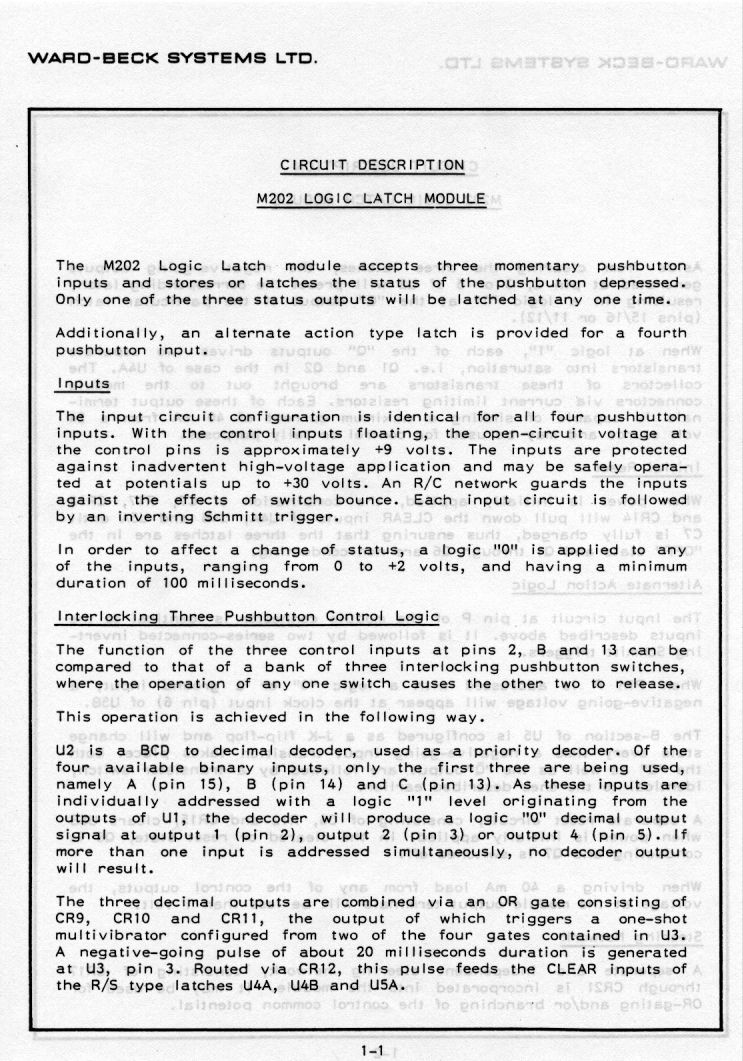 WARD-BECK SYSTEMS LTD.
CIRCUIT DESCRIPTION
M202 LOGIC LATCH MODULE
The M202 Logic Latch module accepts three momentary pushbutton
inputs and stores or latches the status of the pushbutton depressed.
Only one of the three status outputs will be latched at any one time.
Additionally, an alternate action type latch is provided for a fourth
pushbutton input.
Inputs
The input circuit configuration is identical for all four pushbutton
inputs. With the control inputs floating, the open-circuit voltage at
the control pins is approximately +9 volts. The inputs are protected
against inadvertent high-voltage application and may be safely opera-
ted at potentials up to +30 volts. An R/C network guards the inputs
against the effects of switch bounce. Each input circuit is followed
by an inverting Schmitt trigger.
In order to affect a change of status, a logic "0" is applied to any
of the inputs, ranging from 0 to +2 volts, and having a minimum
duration of 100 milliseconds.
Interlocking Three Pushbutton Control Logic
The function of the three control inputs at pins 2, B and 13 can be
compared to that of a bank of three interlocking pushbutton switches,
where the operation of any one switch causes the other two to release.
This operation is achieved in the following way.
U2 is a BCD to decimal decoder, used as a priority decoder. Of the
four available binary inputs, only the first three are being used,
namely A (pin 15), B (pin 14) and C (pin 13). As these inputs are
individually addressed with a logic "1" level originating from the
outputs of U1, the decoder will produce a logic "0" decimal output
signal at output 1 (pin 2), output 2 (pin 3) or output 4 (pin 5). If
more than one input is addressed simultaneously, no decoder output
will result.
The three decimal outputs are combined via an OR gate consisting of
CR9, CR10 and CR11, the output of which triggers a one-shot
multivibrator configured from two of the four gates contained in U3.
A negative-going pulse of about 20 milliseconds duration is generated
at U3, pin 3. Routed via CR12, this pulse feeds the CLEAR inputs of
the R/S type latches U4A, U4B and U5A.
1-1